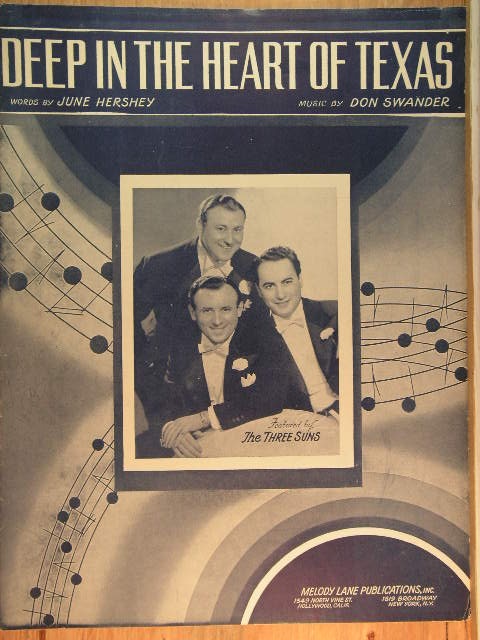 DEEP IN THE HEART OF TEXAS
WORDS BY JUNE HERSHEY MUSIC BY DON SWANDER
Featured by
The THREE SUNS
MELODY LANE PUBLICATIONS, INC.
1549 NORTH VINE ST. 1619 BROADWAY
HOLLYWOOD, CALIF. NEW YORK, N.Y.